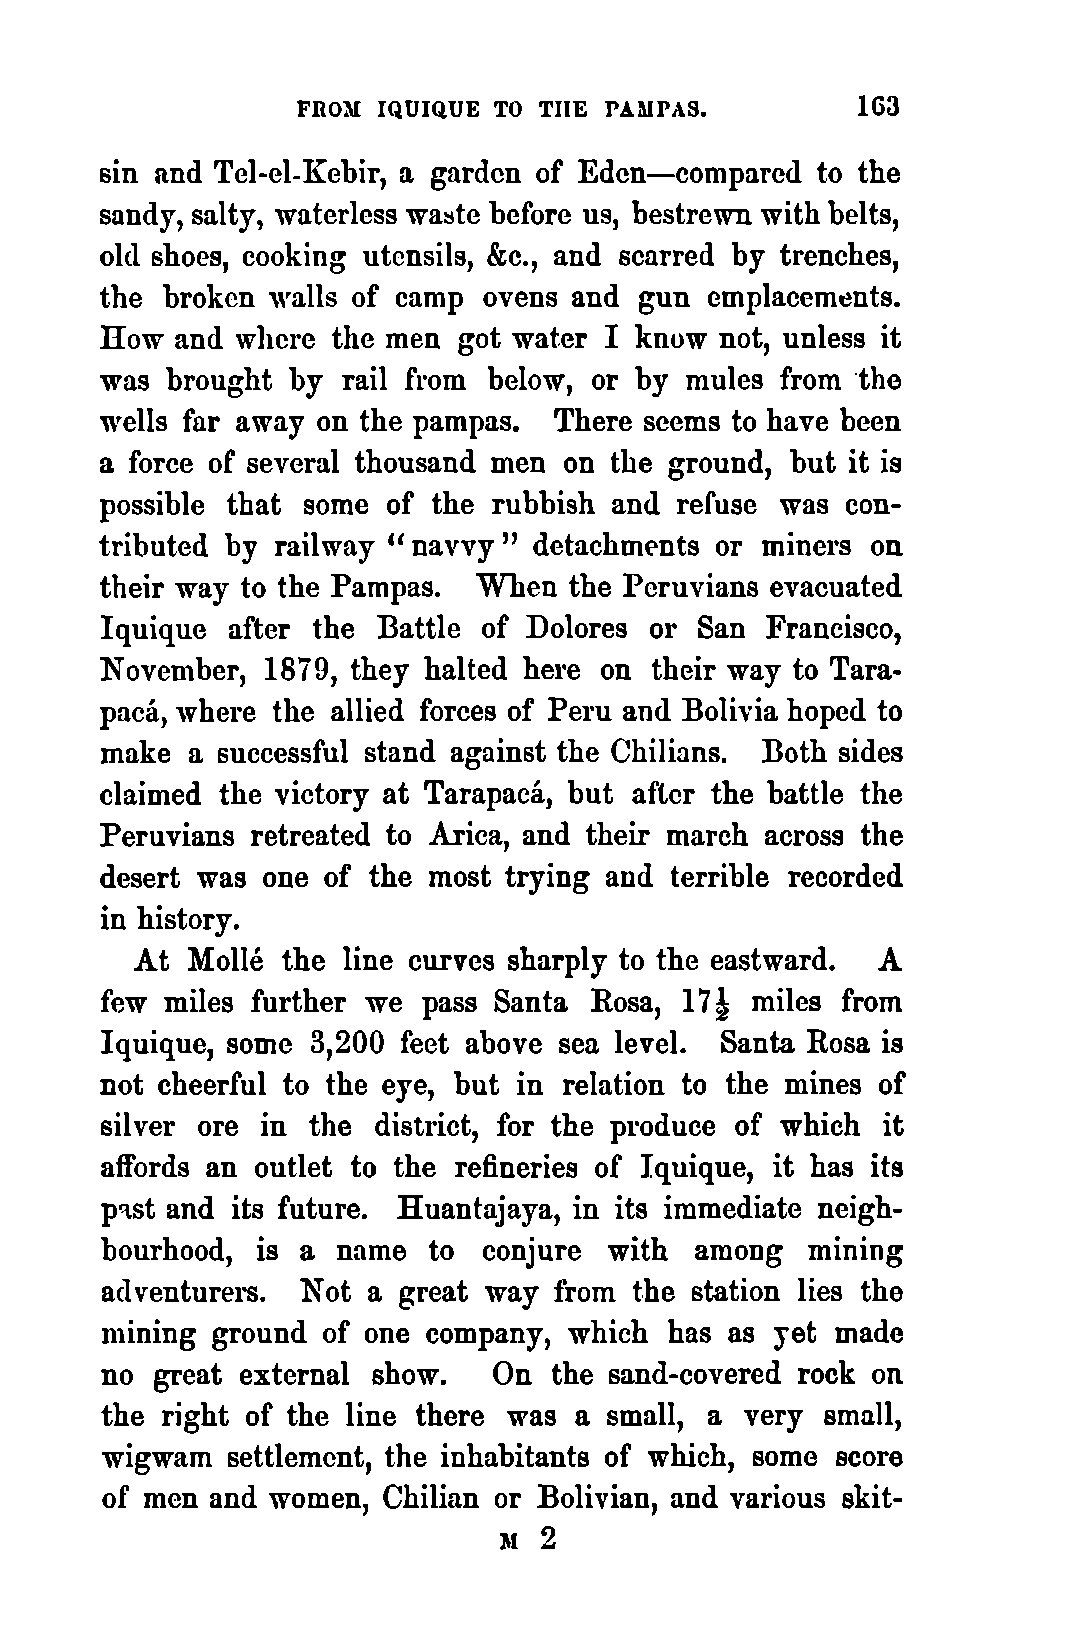 FROM IQUIQUE TO THE PAMPAS. 163
sin and Tel-el-Kebir, a garden of Eden—compared to the
sandy, salty, waterless waste before us, bestrewn with belts,
old shoes, cooking utensils, &c., and scarred by trenches,
the broken walls of camp ovens and gun emplacements.
How and where the men got water I know not, unless it
was brought by rail from below, or by mules from the
wells far away on the pampas. There seems to have been
a force of several thousand men on the ground, but it is
possible that some of the rubbish and refuse was con-
tributed by railway “navvy” detachments or miners on
their way to the Pampas. When the Peruvians evacuated
Iquique after the Battle of Dolores or San Francisco,
November, 1879, they halted here on their way to Tara-
pacá, where the allied forces of Peru and Bolivia hoped to
make a successful stand against the Chilians. Both sides
claimed the victory at Tarapacá, but after the battle the
Peruvians retreated to Arica, and their march across the
desert was one of the most trying and terrible recorded
in history.
At Mollé the line curves sharply to the eastward. A
few miles further we pass Santa Rosa, 17½ miles from
Iquique, some 3,200 feet above sea level. Santa Rosa is
not cheerful to the eye, but in relation to the mines of
silver ore in the district, for the produce of which it
affords an outlet to the refineries of Iquique, it has its
past and its future. Huantajaya, in its immediate neigh-
bourhood, is a name to conjure with among mining
adventurers. Not a great way from the station lies the
mining ground of one company, which has as yet made
no great external show. On the sand-covered rock on
the right of the line there was a small, a very small,
wigwam settlement, the inhabitants of which, some score
of men and women, Chilian or Bolivian, and various skit-
M 2